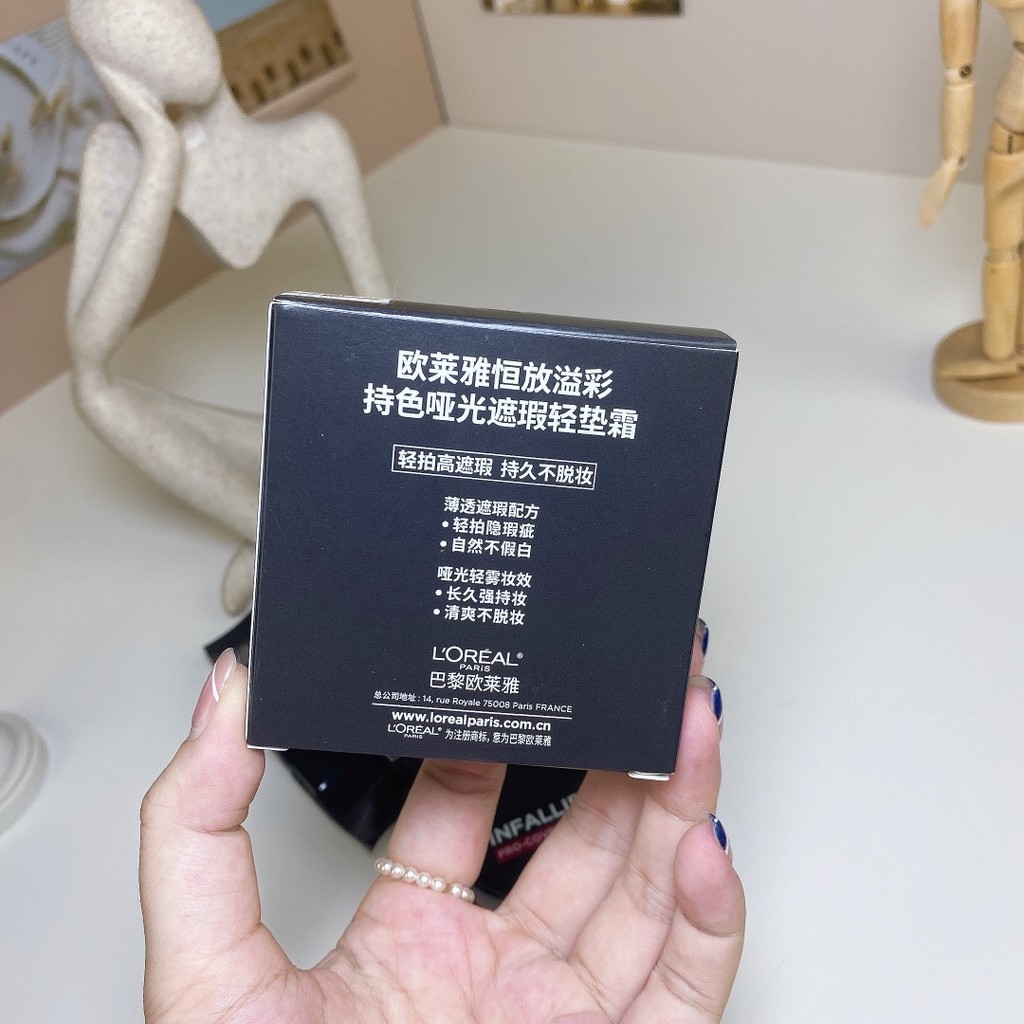 欧莱雅恒放溢彩
持色哑光遮瑕轻垫霜
轻拍高遮瑕 持久不脱妆
薄透遮瑕配方
• 轻拍隐瑕疵
• 自然不假白
哑光轻雾妆效
• 长久强持妆
• 清爽不脱妆
L'ORÉAL®
PARIS
巴黎欧莱雅
总公司地址：14, rue Royale 75008 Paris FRANCE
www.lorealparis.com.cn
L'ORÉAL® PARIS 为注册商标，意为巴黎欧莱雅